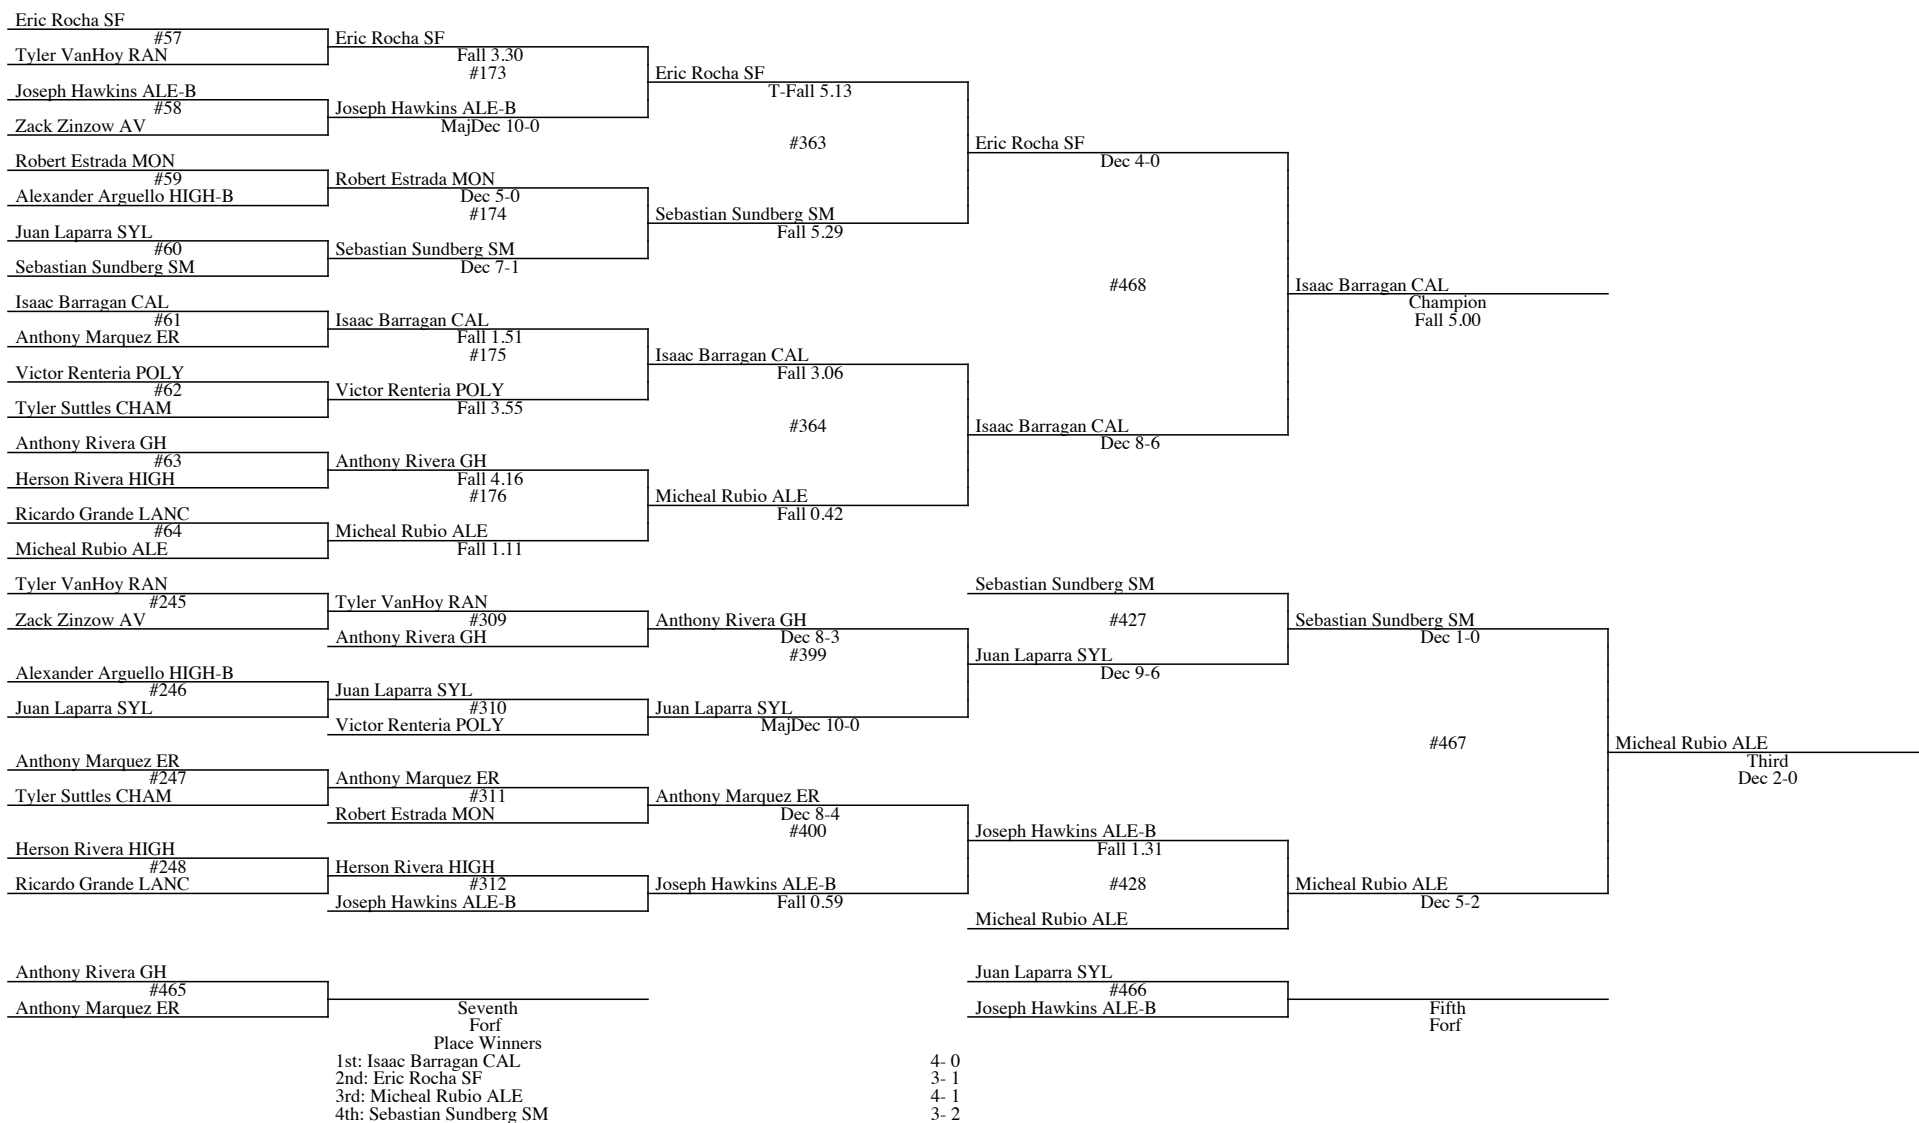 Eric Rocha SF
#57
Tyler VanHoy RAN
Joseph Hawkins ALE-B
#58
Zack Zinzow AV
Robert Estrada MON
#59
Alexander Arguello HIGH-B
Juan Laparra SYL
#60
Sebastian Sundberg SM
Isaac Barragan CAL
#61
Anthony Marquez ER
Victor Renteria POLY
#62
Tyler Suttles CHAM
Anthony Rivera GH
#63
Herson Rivera HIGH
Ricardo Grande LANC
#64
Micheal Rubio ALE
Eric Rocha SF
Fall 3.30
#173
Joseph Hawkins ALE-B
MajDec 10-0
Robert Estrada MON
Dec 5-0
#174
Sebastian Sundberg SM
Dec 7-1
Isaac Barragan CAL
Fall 1.51
#175
Victor Renteria POLY
Fall 3.55
Anthony Rivera GH
Fall 4.16
#176
Micheal Rubio ALE
Fall 1.11
Eric Rocha SF
T-Fall 5.13
#363
Sebastian Sundberg SM
Fall 5.29
Isaac Barragan CAL
Fall 3.06
#364
Micheal Rubio ALE
Fall 0.42
Eric Rocha SF
Dec 4-0
#468
Isaac Barragan CAL
Dec 8-6
Isaac Barragan CAL
Champion
Fall 5.00
Tyler VanHoy RAN
#245
Zack Zinzow AV
Alexander Arguello HIGH-B
#246
Juan Laparra SYL
Anthony Marquez ER
#247
Tyler Suttles CHAM
Herson Rivera HIGH
#248
Ricardo Grande LANC
Tyler VanHoy RAN
#309
Anthony Rivera GH
Juan Laparra SYL
#310
Victor Renteria POLY
Anthony Marquez ER
#311
Robert Estrada MON
Herson Rivera HIGH
#312
Joseph Hawkins ALE-B
Anthony Rivera GH
Dec 8-3
#399
Juan Laparra SYL
MajDec 10-0
Anthony Marquez ER
Dec 8-4
#400
Joseph Hawkins ALE-B
Fall 0.59
Sebastian Sundberg SM
#427
Juan Laparra SYL
Dec 9-6
Joseph Hawkins ALE-B
Fall 1.31
#428
Micheal Rubio ALE
Sebastian Sundberg SM
Dec 1-0
#467
Micheal Rubio ALE
Dec 5-2
Micheal Rubio ALE
Third
Dec 2-0
Anthony Rivera GH
#465
Anthony Marquez ER
Seventh
Forf
Juan Laparra SYL
#466
Joseph Hawkins ALE-B
Fifth
Forf
Place Winners
1st: Isaac Barragan CAL 4- 0
2nd: Eric Rocha SF 3- 1
3rd: Micheal Rubio ALE 4- 1
4th: Sebastian Sundberg SM 3- 2